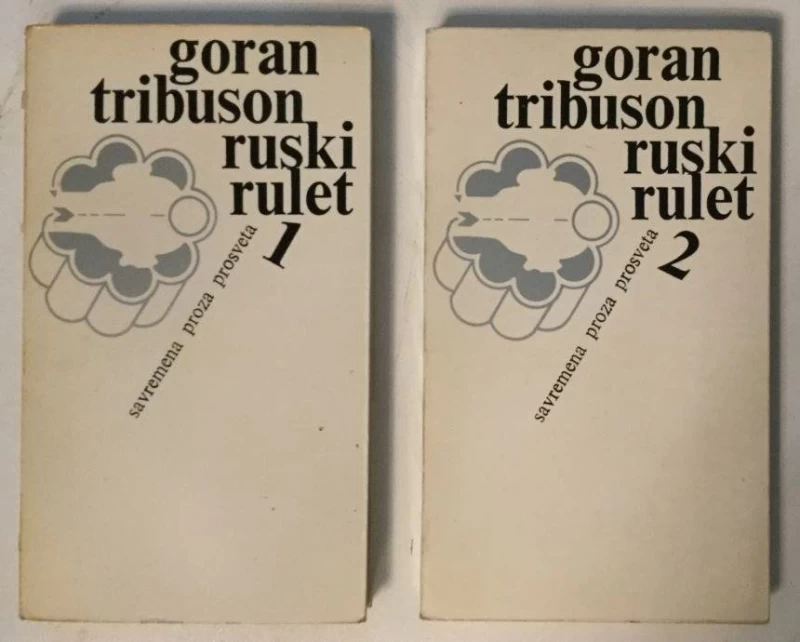 goran
tribuson
ruski
rulet
1
savremena proza prosveta
goran
tribuson
ruski
rulet
2
savremena proza prosveta